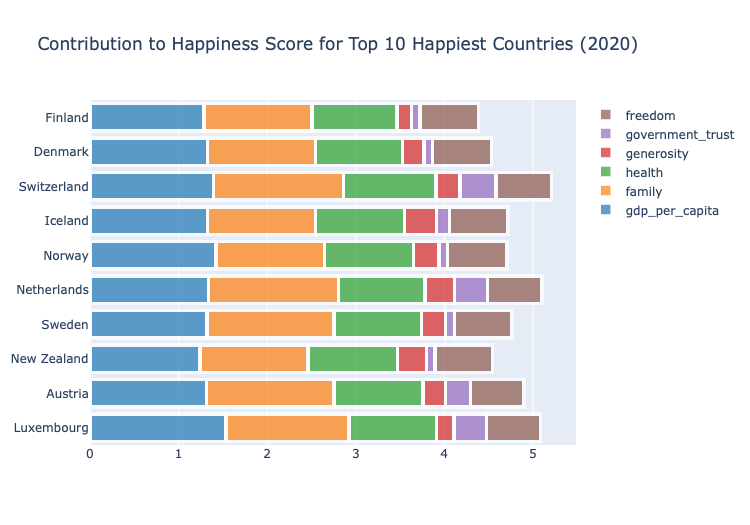 Contribution to Happiness Score for Top 10 Happiest Countries (2020)
Finland
Denmark
Switzerland
Iceland
Norway
Netherlands
Sweden
New Zealand
Austria
Luxembourg
0 1 2 3 4 5
freedom
government_trust
generosity
health
family
gdp_per_capita